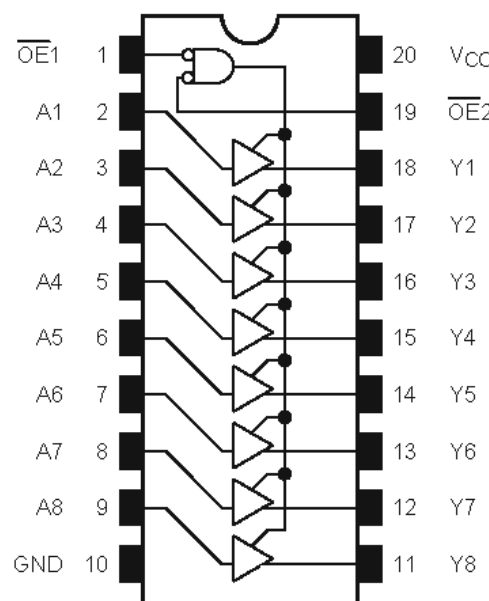 O̅E̅1 1 20 VCC
A1 2 19 O̅E̅2
A2 3 18 Y1
A3 4 17 Y2
A4 5 16 Y3
A5 6 15 Y4
A6 7 14 Y5
A7 8 13 Y6
A8 9 12 Y7
GND 10 11 Y8